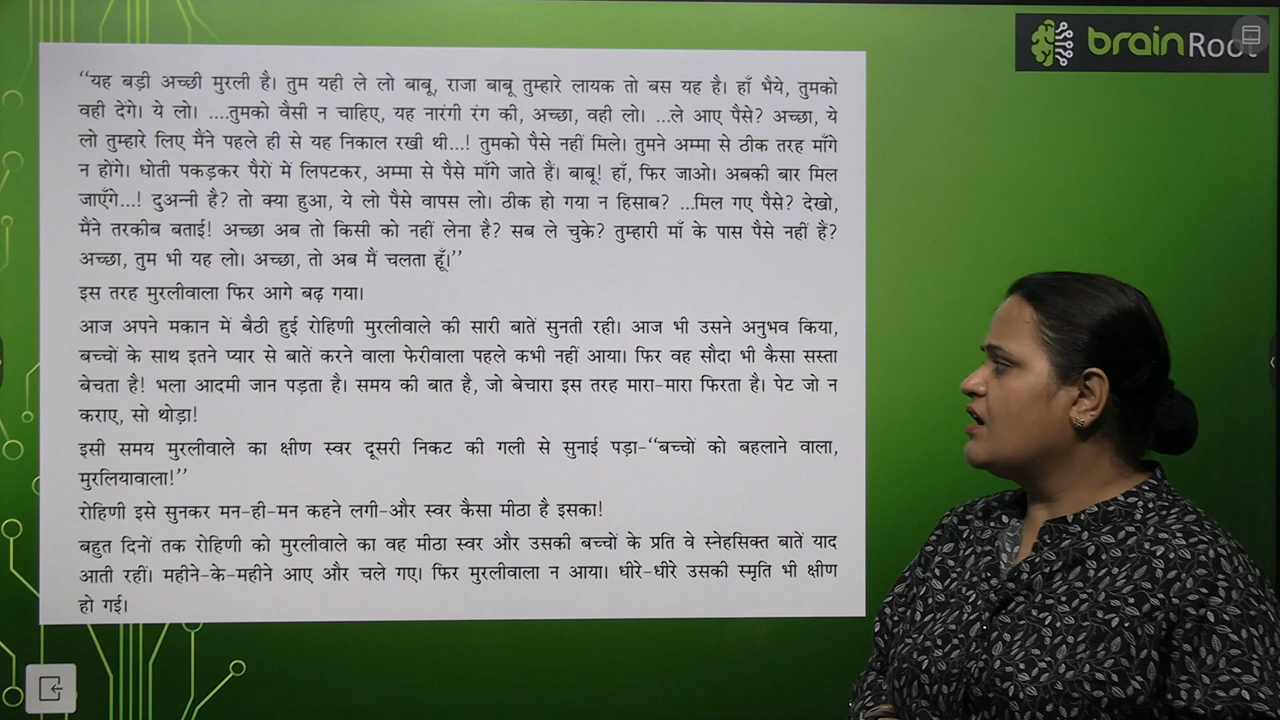 brainRoot
“यह बड़ी अच्छी मुरली है। तुम यही ले लो बाबू, राजा बाबू तुम्हारे लायक तो बस यह है। हाँ भैये, तुमको
वही देंगे। ये लो। ....तुमको वैसी न चाहिए, यह नारंगी रंग की, अच्छा, वही लो। ...ले आए पैसे? अच्छा, ये
लो तुम्हारे लिए मैंने पहले ही से यह निकाल रखी थी...! तुमको पैसे नहीं मिले। तुमने अम्मा से ठीक तरह माँगे
न होंगे। धोती पकड़कर पैरों में लिपटकर, अम्मा से पैसे माँगे जाते हैं। बाबू! हाँ, फिर जाओ। अबकी बार मिल
जाएँगे...! दुअन्नी है? तो क्या हुआ, ये लो पैसे वापस लो। ठीक हो गया न हिसाब? ...मिल गए पैसे? देखो,
मैंने तरकीब बताई! अच्छा अब तो किसी को नहीं लेना है? सब ले चुके? तुम्हारी माँ के पास पैसे नहीं हैं?
अच्छा, तुम भी यह लो। अच्छा, तो अब मैं चलता हूँ।”
इस तरह मुरलीवाला फिर आगे बढ़ गया।
आज अपने मकान में बैठी हुई रोहिणी मुरलीवाले की सारी बातें सुनती रही। आज भी उसने अनुभव किया,
बच्चों के साथ इतने प्यार से बातें करने वाला फेरीवाला पहले कभी नहीं आया। फिर वह सौदा भी कैसा सस्ता
बेचता है! भला आदमी जान पड़ता है। समय की बात है, जो बेचारा इस तरह मारा-मारा फिरता है। पेट जो न
कराए, सो थोड़ा!
इसी समय मुरलीवाले का क्षीण स्वर दूसरी निकट की गली से सुनाई पड़ा-“बच्चों को बहलाने वाला,
मुरलियावाला!”
रोहिणी इसे सुनकर मन-ही-मन कहने लगी-और स्वर कैसा मीठा है इसका!
बहुत दिनों तक रोहिणी को मुरलीवाले का वह मीठा स्वर और उसकी बच्चों के प्रति वे स्नेहसिक्त बातें याद
आती रहीं। महीने-के-महीने आए और चले गए। फिर मुरलीवाला न आया। धीरे-धीरे उसकी स्मृति भी क्षीण
हो गई।